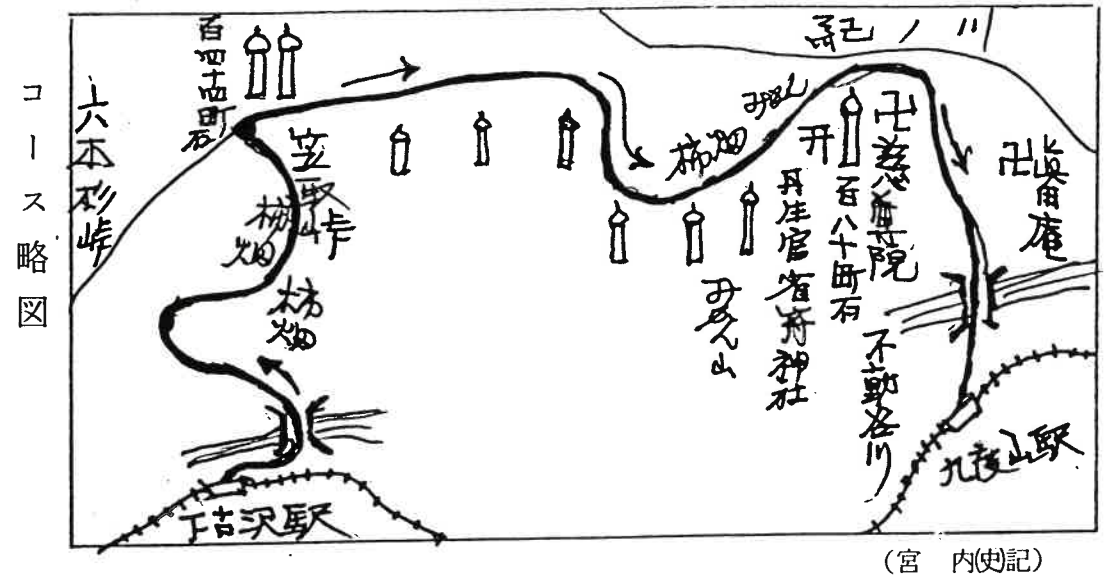 コース略図
六本杉峠
百四十四町石
笠取峠
柿畑
柿畑
下古沢駅
柿畑
みかん
紀ノ川
卍慈尊院
百八十町石
丹生官省符神社
みかん山
卍真田庵
不動谷川
九度山駅
(宮 内(史)記)